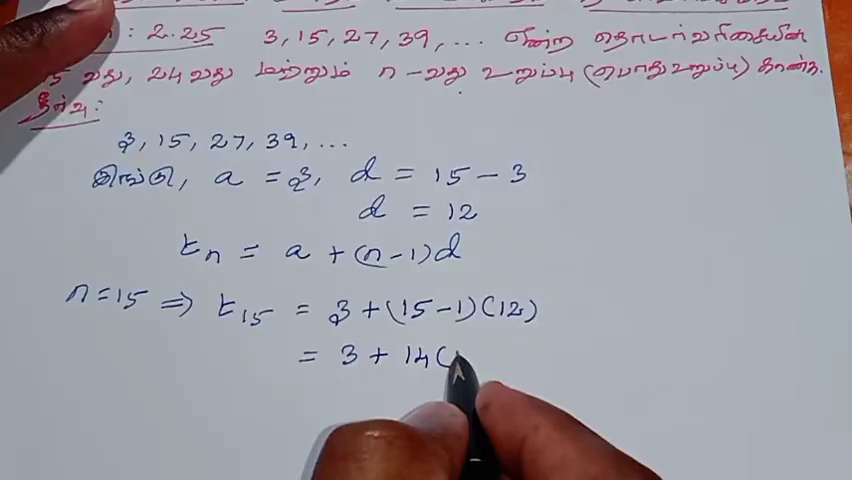 : 2.25 3, 15, 27, 39, ... என்ற தொடர்வரிசையின்
15 வது, 24 வது மற்றும் n - வது உறுப்பு (பொது உறுப்பு) காண்க.
தீர்வு :
3, 15, 27, 39, ...
இங்கு, a = 3, d = 15 - 3
d = 12
tn = a + (n - 1) d
n = 15 ⇒ t15 = 3 + (15 - 1) (12)
= 3 + 14 (